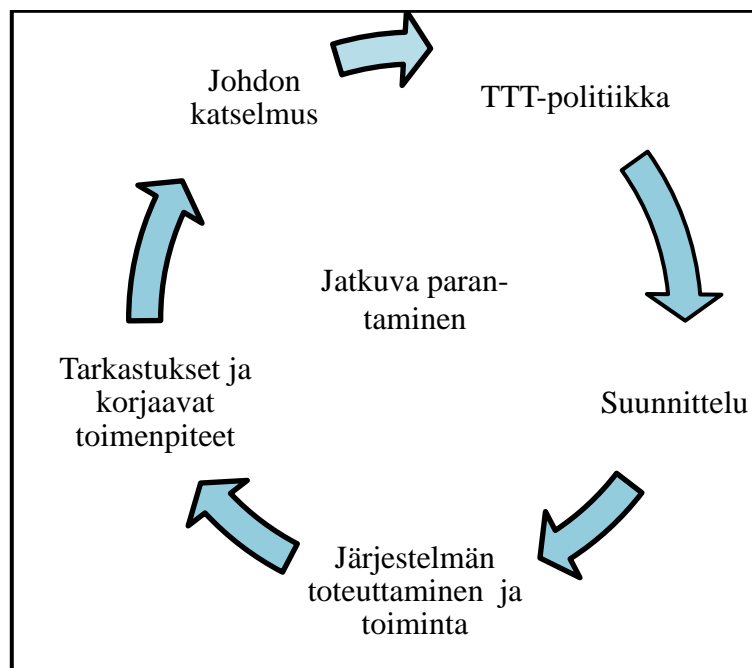 Johdon
katselmus
TTT-politiikka
Jatkuva paran-
taminen
Suunnittelu
Järjestelmän
toteuttaminen ja
toiminta
Tarkastukset ja
korjaavat
toimenpiteet